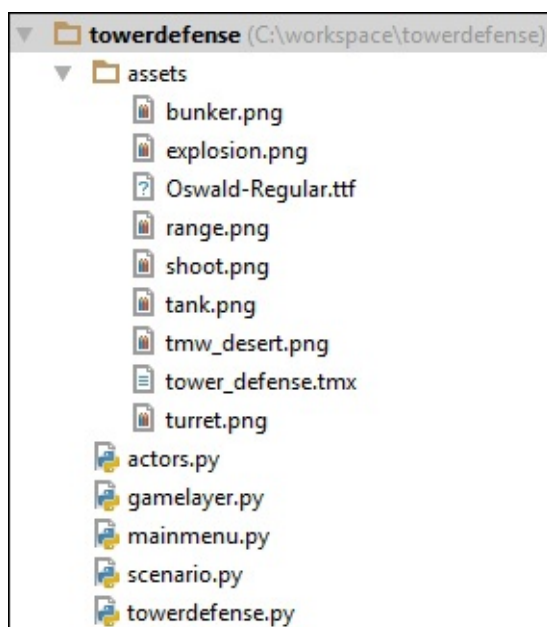 towerdefense (C:\workspace\towerdefense)
assets
bunker.png
explosion.png
Oswald-Regular.ttf
range.png
shoot.png
tank.png
tmw_desert.png
tower_defense.tmx
turret.png
actors.py
gamelayer.py
mainmenu.py
scenario.py
towerdefense.py